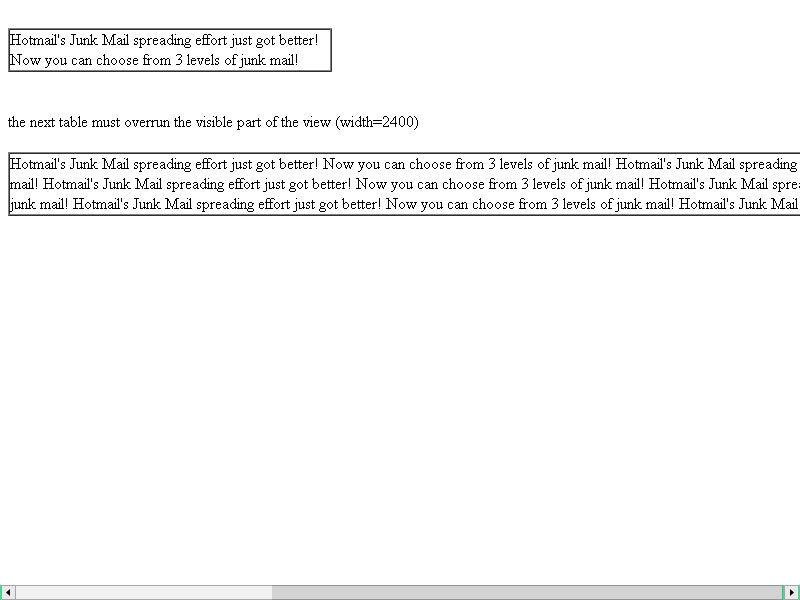 Hotmail's Junk Mail spreading effort just got better!
Now you can choose from 3 levels of junk mail!
the next table must overrun the visible part of the view (width=2400)
Hotmail's Junk Mail spreading effort just got better! Now you can choose from 3 levels of junk mail! Hotmail's Junk Mail spreading
mail! Hotmail's Junk Mail spreading effort just got better! Now you can choose from 3 levels of junk mail! Hotmail's Junk Mail sprea
junk mail! Hotmail's Junk Mail spreading effort just got better! Now you can choose from 3 levels of junk mail! Hotmail's Junk Mail